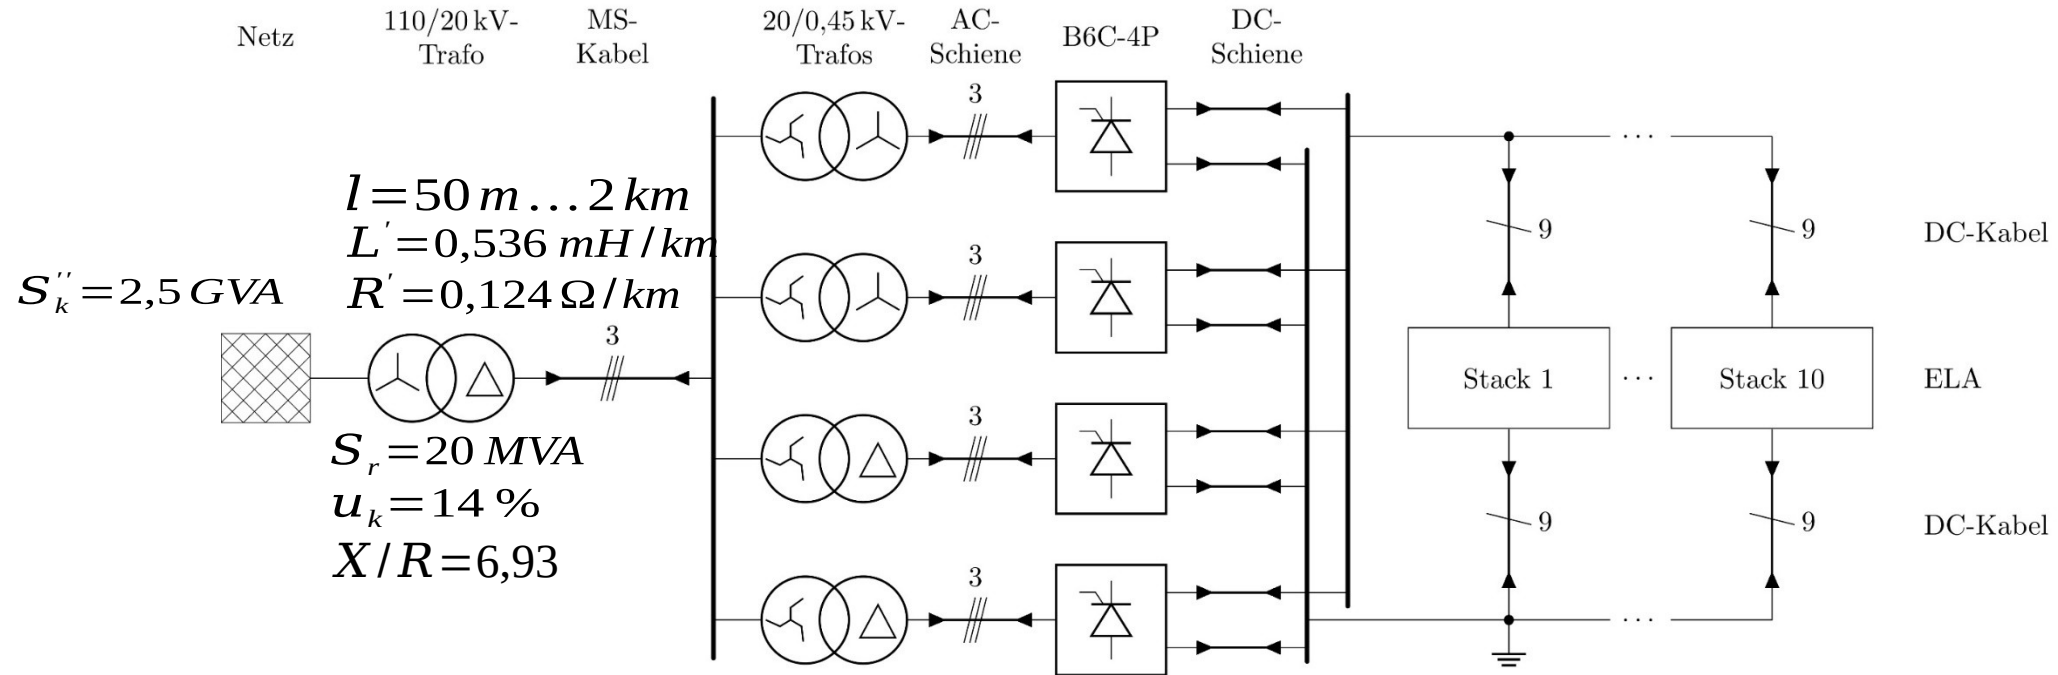 Netz
110/20 kV-
Trafo
MS-
Kabel
20/0,45 kV-
Trafos
AC-
Schiene
B6C-4P
DC-
Schiene
l=50 m…2 km
L'=0,536 mH/km
R'=0,124 Ω/km
S''k=2,5 GVA
Sr=20 MVA
uk=14 %
X/R=6,93
3
3
3
3
3
9
9
DC-Kabel
Stack 1
...
Stack 10
ELA
9
9
DC-Kabel
...
...